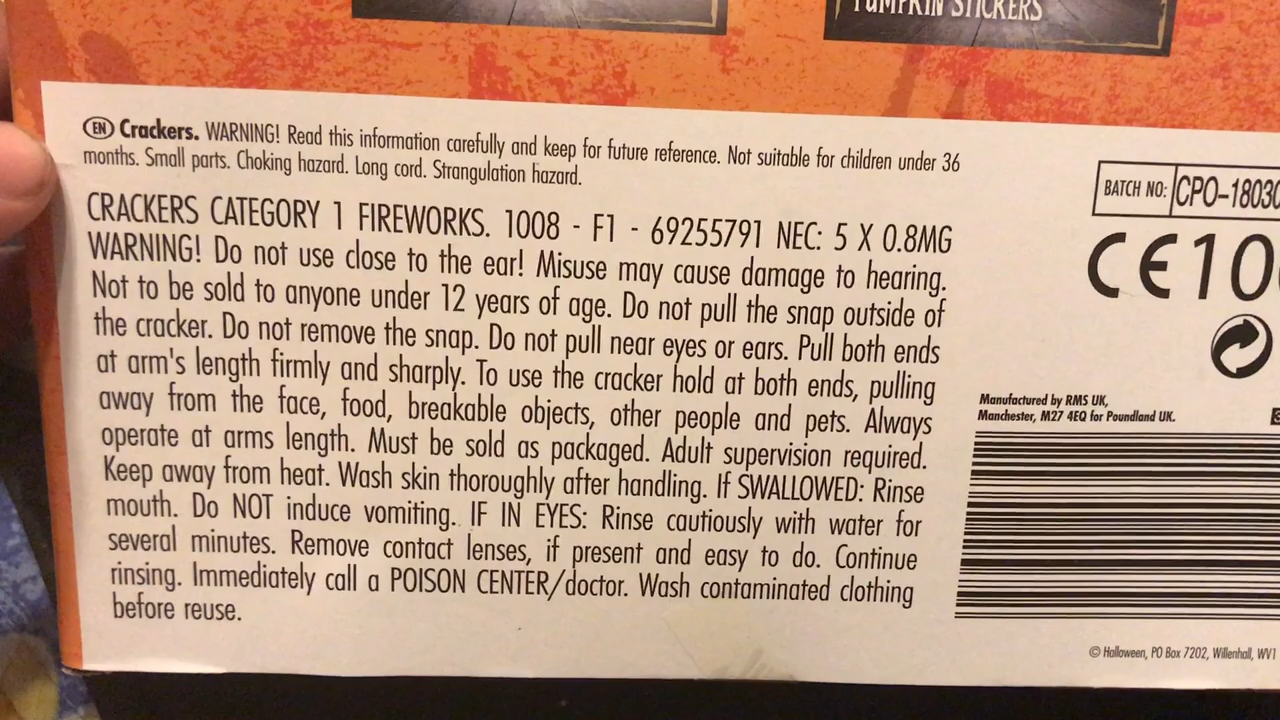 PUMPKIN STICKERS
EN Crackers. WARNING! Read this information carefully and keep for future reference. Not suitable for children under 36
months. Small parts. Choking hazard. Long cord. Strangulation hazard.
CRACKERS CATEGORY 1 FIREWORKS. 1008 - F1 - 69255791 NEC: 5 X 0.8MG
WARNING! Do not use close to the ear! Misuse may cause damage to hearing.
Not to be sold to anyone under 12 years of age. Do not pull the snap outside of
the cracker. Do not remove the snap. Do not pull near eyes or ears. Pull both ends
at arm's length firmly and sharply. To use the cracker hold at both ends, pulling
away from the face, food, breakable objects, other people and pets. Always
operate at arms length. Must be sold as packaged. Adult supervision required.
Keep away from heat. Wash skin thoroughly after handling. If SWALLOWED: Rinse
mouth. Do NOT induce vomiting. IF IN EYES: Rinse cautiously with water for
several minutes. Remove contact lenses, if present and easy to do. Continue
rinsing. Immediately call a POISON CENTER/doctor. Wash contaminated clothing
before reuse.
BATCH NO: CPO-18030
CE 10
Manufactured by RMS UK,
Manchester, M27 4EQ for Poundland UK.
© Halloween, PO Box 7202, Willenhall, WV1